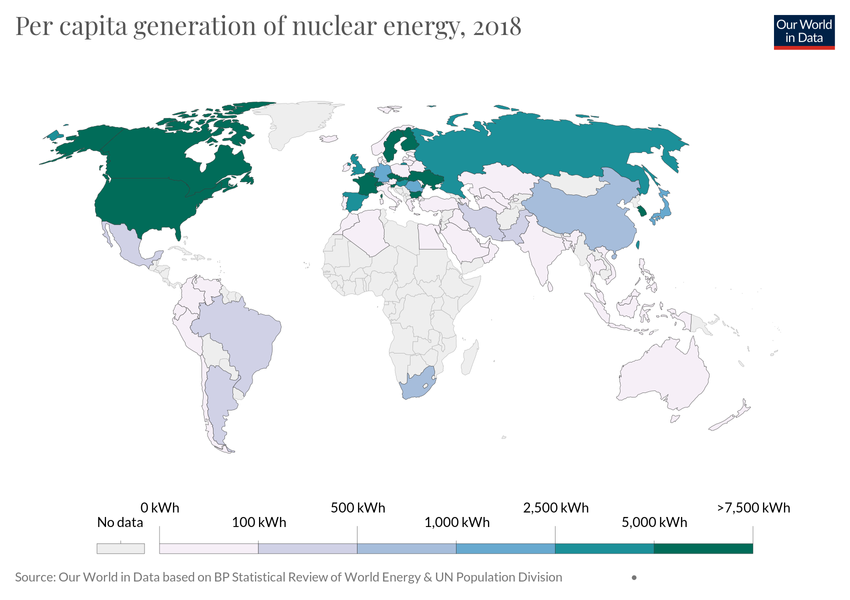 Per capita generation of nuclear energy, 2018
Our World
in Data
0 kWh 500 kWh 2,500 kWh >7,500 kWh
No data 100 kWh 1,000 kWh 5,000 kWh
Source: Our World in Data based on BP Statistical Review of World Energy & UN Population Division •